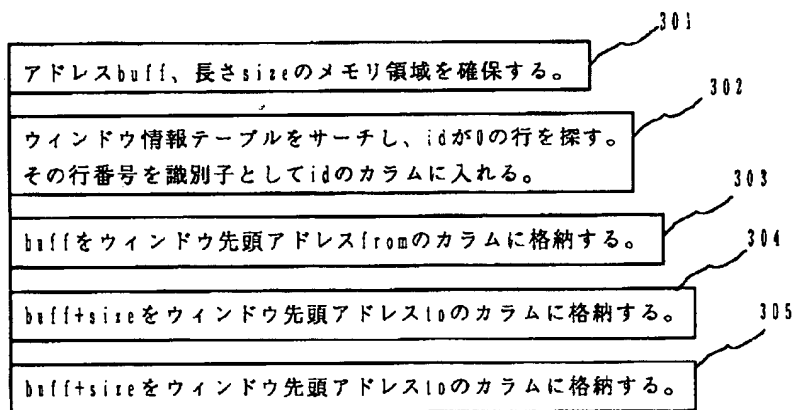 301
アドレスbuff、長さsizeのメモリ領域を確保する。
302
ウィンドウ情報テーブルをサーチし、idが0の行を探す。
その行番号を識別子としてidのカラムに入れる。
303
buffをウィンドウ先頭アドレスfromのカラムに格納する。
304
buff+sizeをウィンドウ先頭アドレスtoのカラムに格納する。
305
buff+sizeをウィンドウ先頭アドレスtoのカラムに格納する。